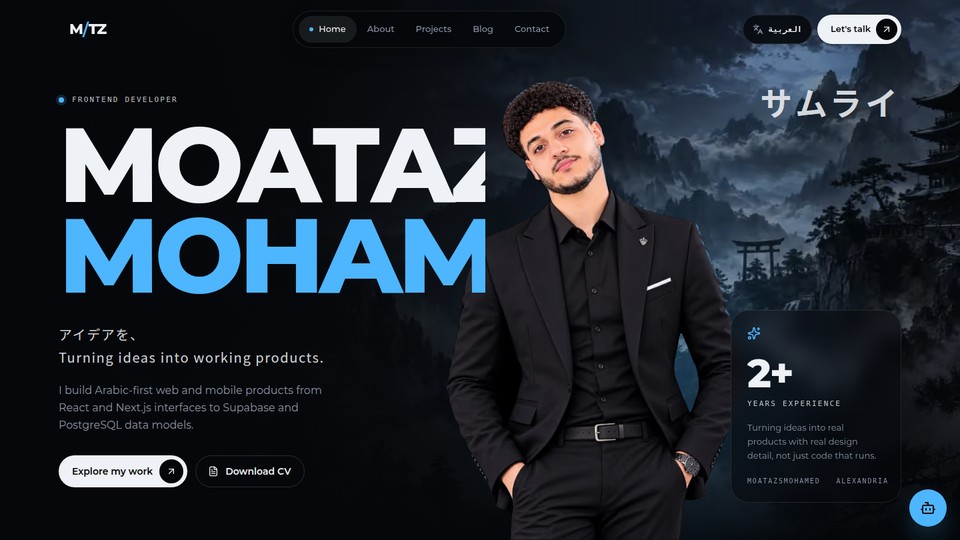 M/TZ
Home
About
Projects
Blog
Contact
العربية
Let's talk
FRONTEND DEVELOPER
サムライ
MOATAZ
MOHAM
アイデアを、
Turning ideas into working products.
I build Arabic-first web and mobile products from
React and Next.js interfaces to Supabase and
PostgreSQL data models.
Explore my work
Download CV
2+
YEARS EXPERIENCE
Turning ideas into real
products with real design
detail, not just code that runs.
MOATAZSMOHAMED
ALEXANDRIA